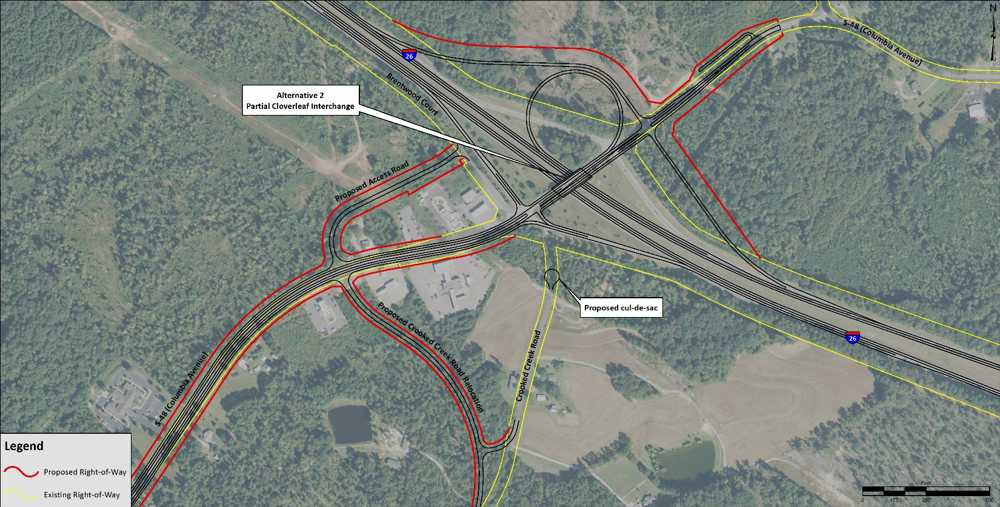 N
S-48 (Columbia Avenue)
26
Brentwood Court
Alternative 2
Partial Cloverleaf Interchange
Proposed Access Road
Proposed cul-de-sac
Proposed Crooked Creek Road Relocation
Crooked Creek Road
26
S-48 (Columbia Avenue)
Legend
Proposed Right-of-Way
Existing Right-of-Way
Feet
0 175 350 700